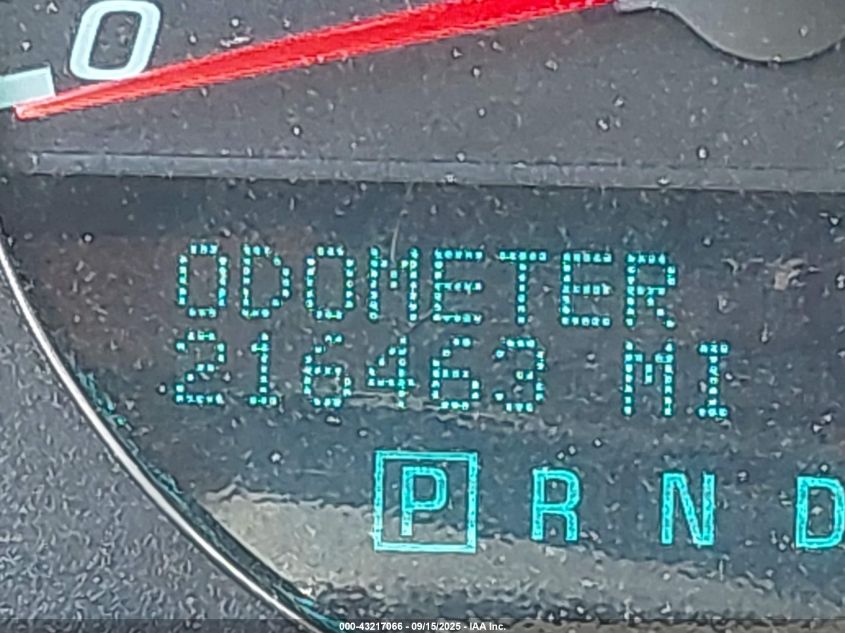 0
ODOMETER
216463 MI
P R N D
000-43217066 - 09/15/2025 - IAA Inc.